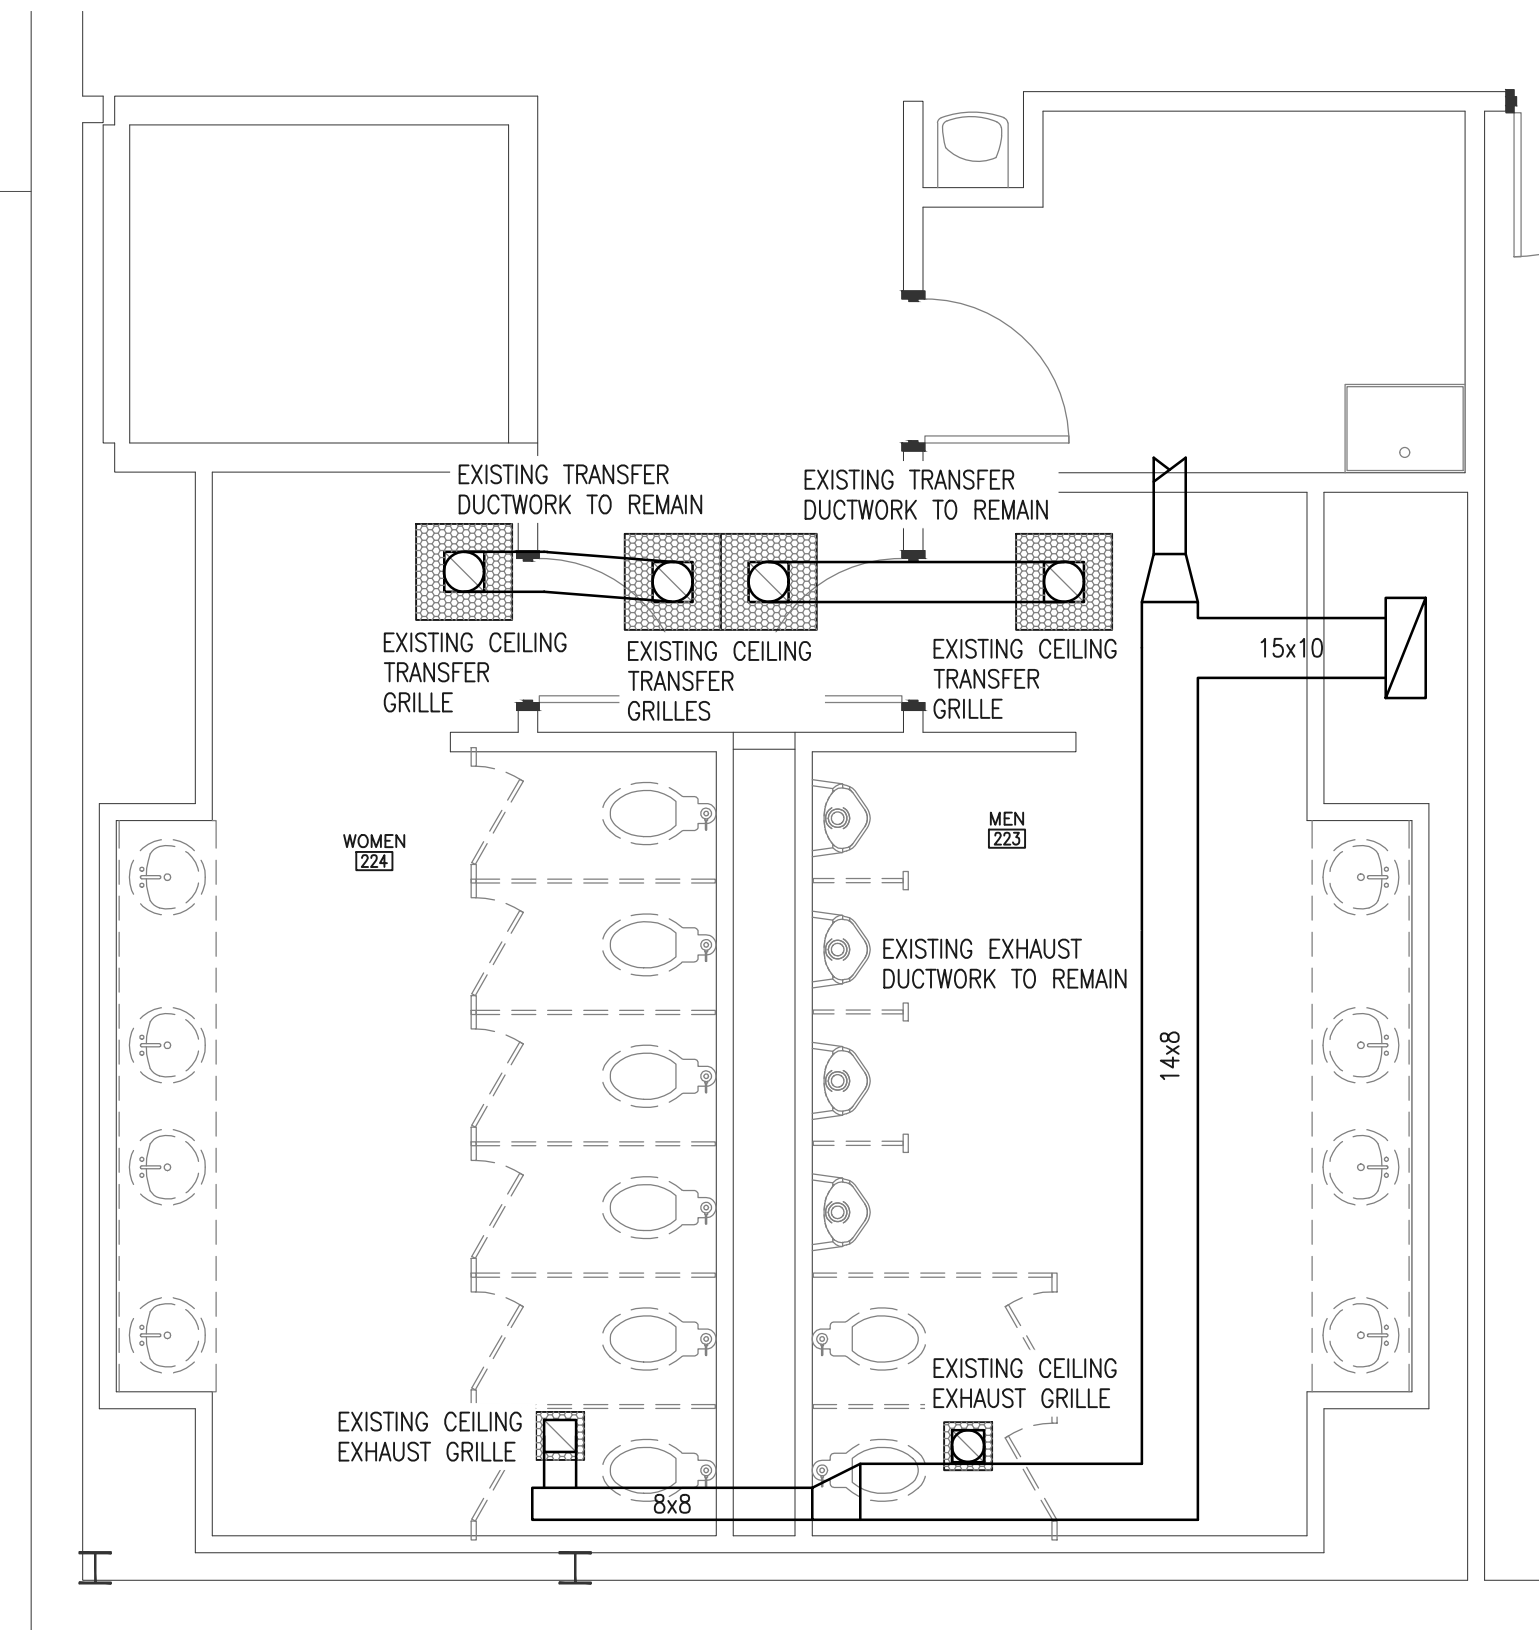 EXISTING TRANSFER
DUCTWORK TO REMAIN
EXISTING TRANSFER
DUCTWORK TO REMAIN
EXISTING CEILING
TRANSFER
GRILLE
EXISTING CEILING
TRANSFER
GRILLES
EXISTING CEILING
TRANSFER
GRILLE
15x10
WOMEN
224
MEN
223
EXISTING EXHAUST
DUCTWORK TO REMAIN
14x8
EXISTING CEILING
EXHAUST GRILLE
EXISTING CEILING
EXHAUST GRILLE
8x8